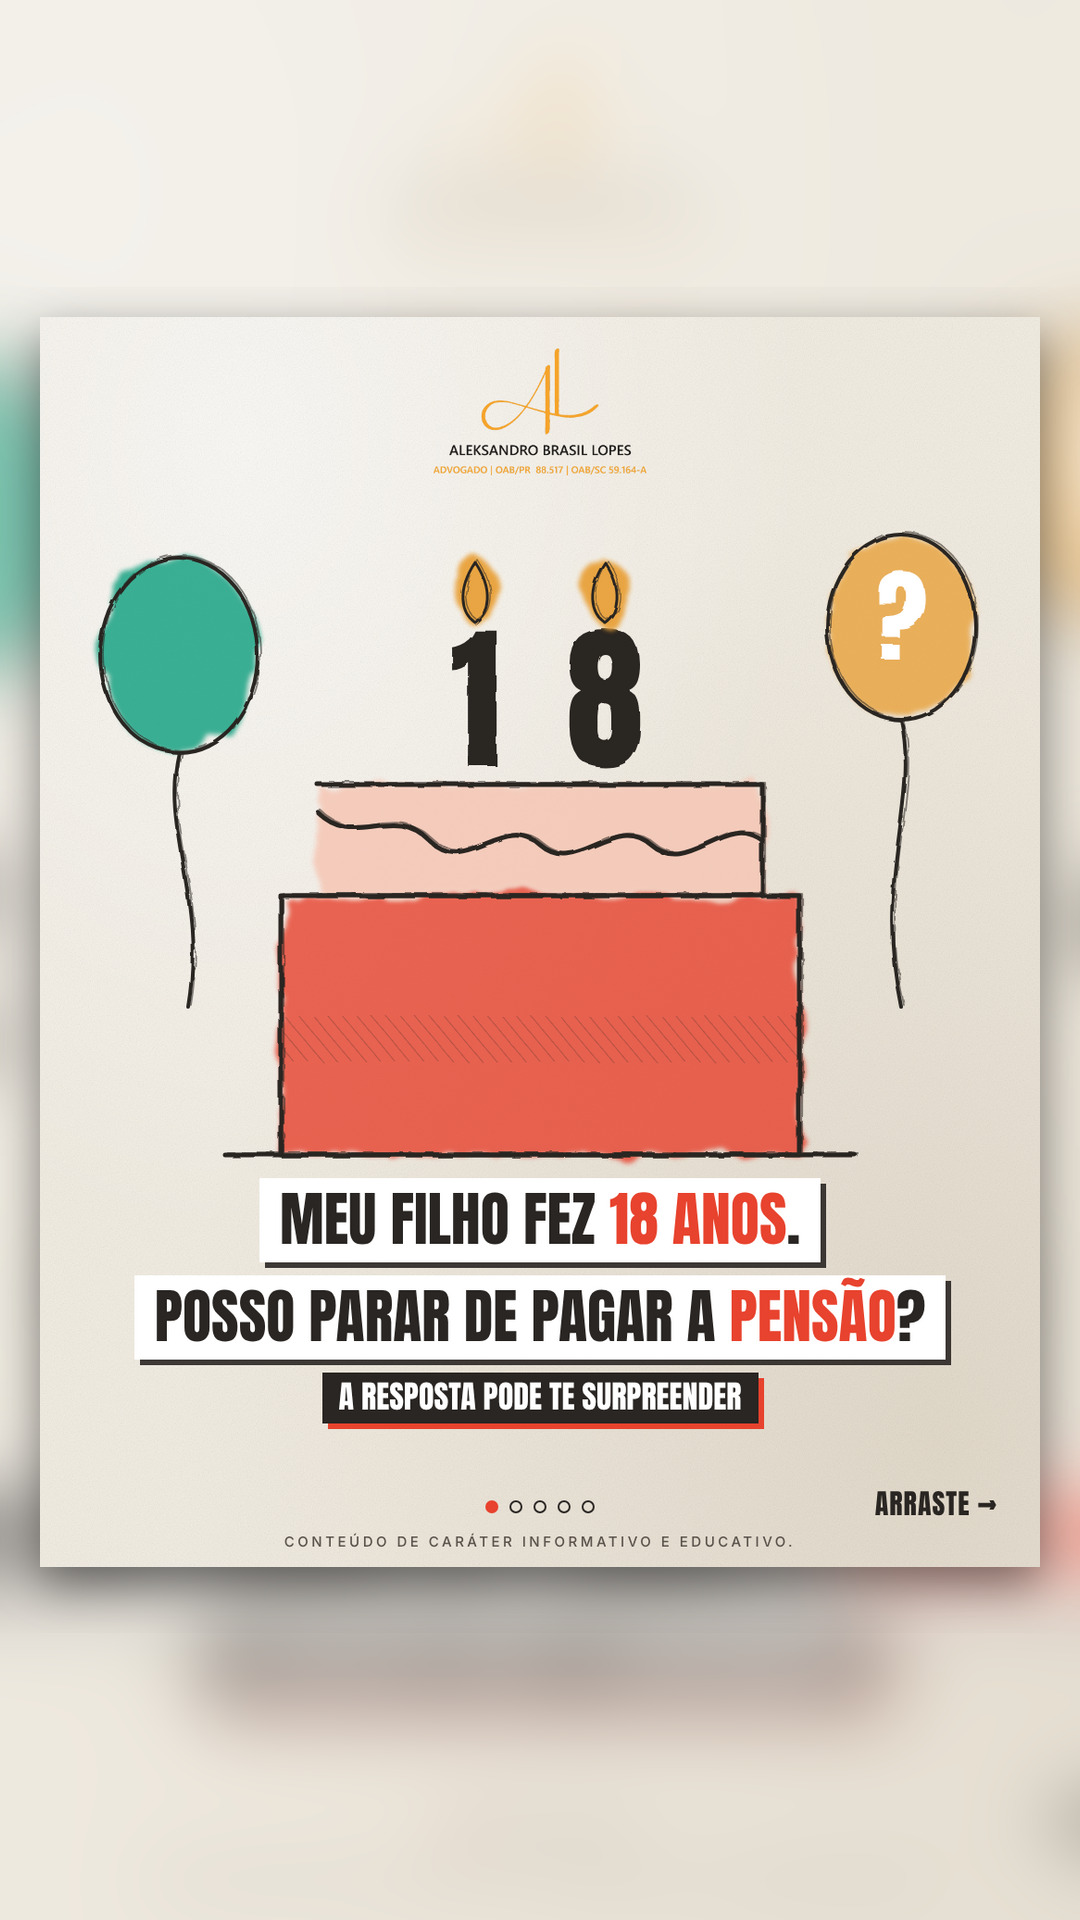 AL
ALEKSANDRO BRASIL LOPES
ADVOGADO | OAB/PR 88.517 | OAB/SC 59.164-A
?
18
MEU FILHO FEZ 18 ANOS.
POSSO PARAR DE PAGAR A PENSÃO?
A RESPOSTA PODE TE SURPREENDER
ARRASTE →
CONTEÚDO DE CARÁTER INFORMATIVO E EDUCATIVO.